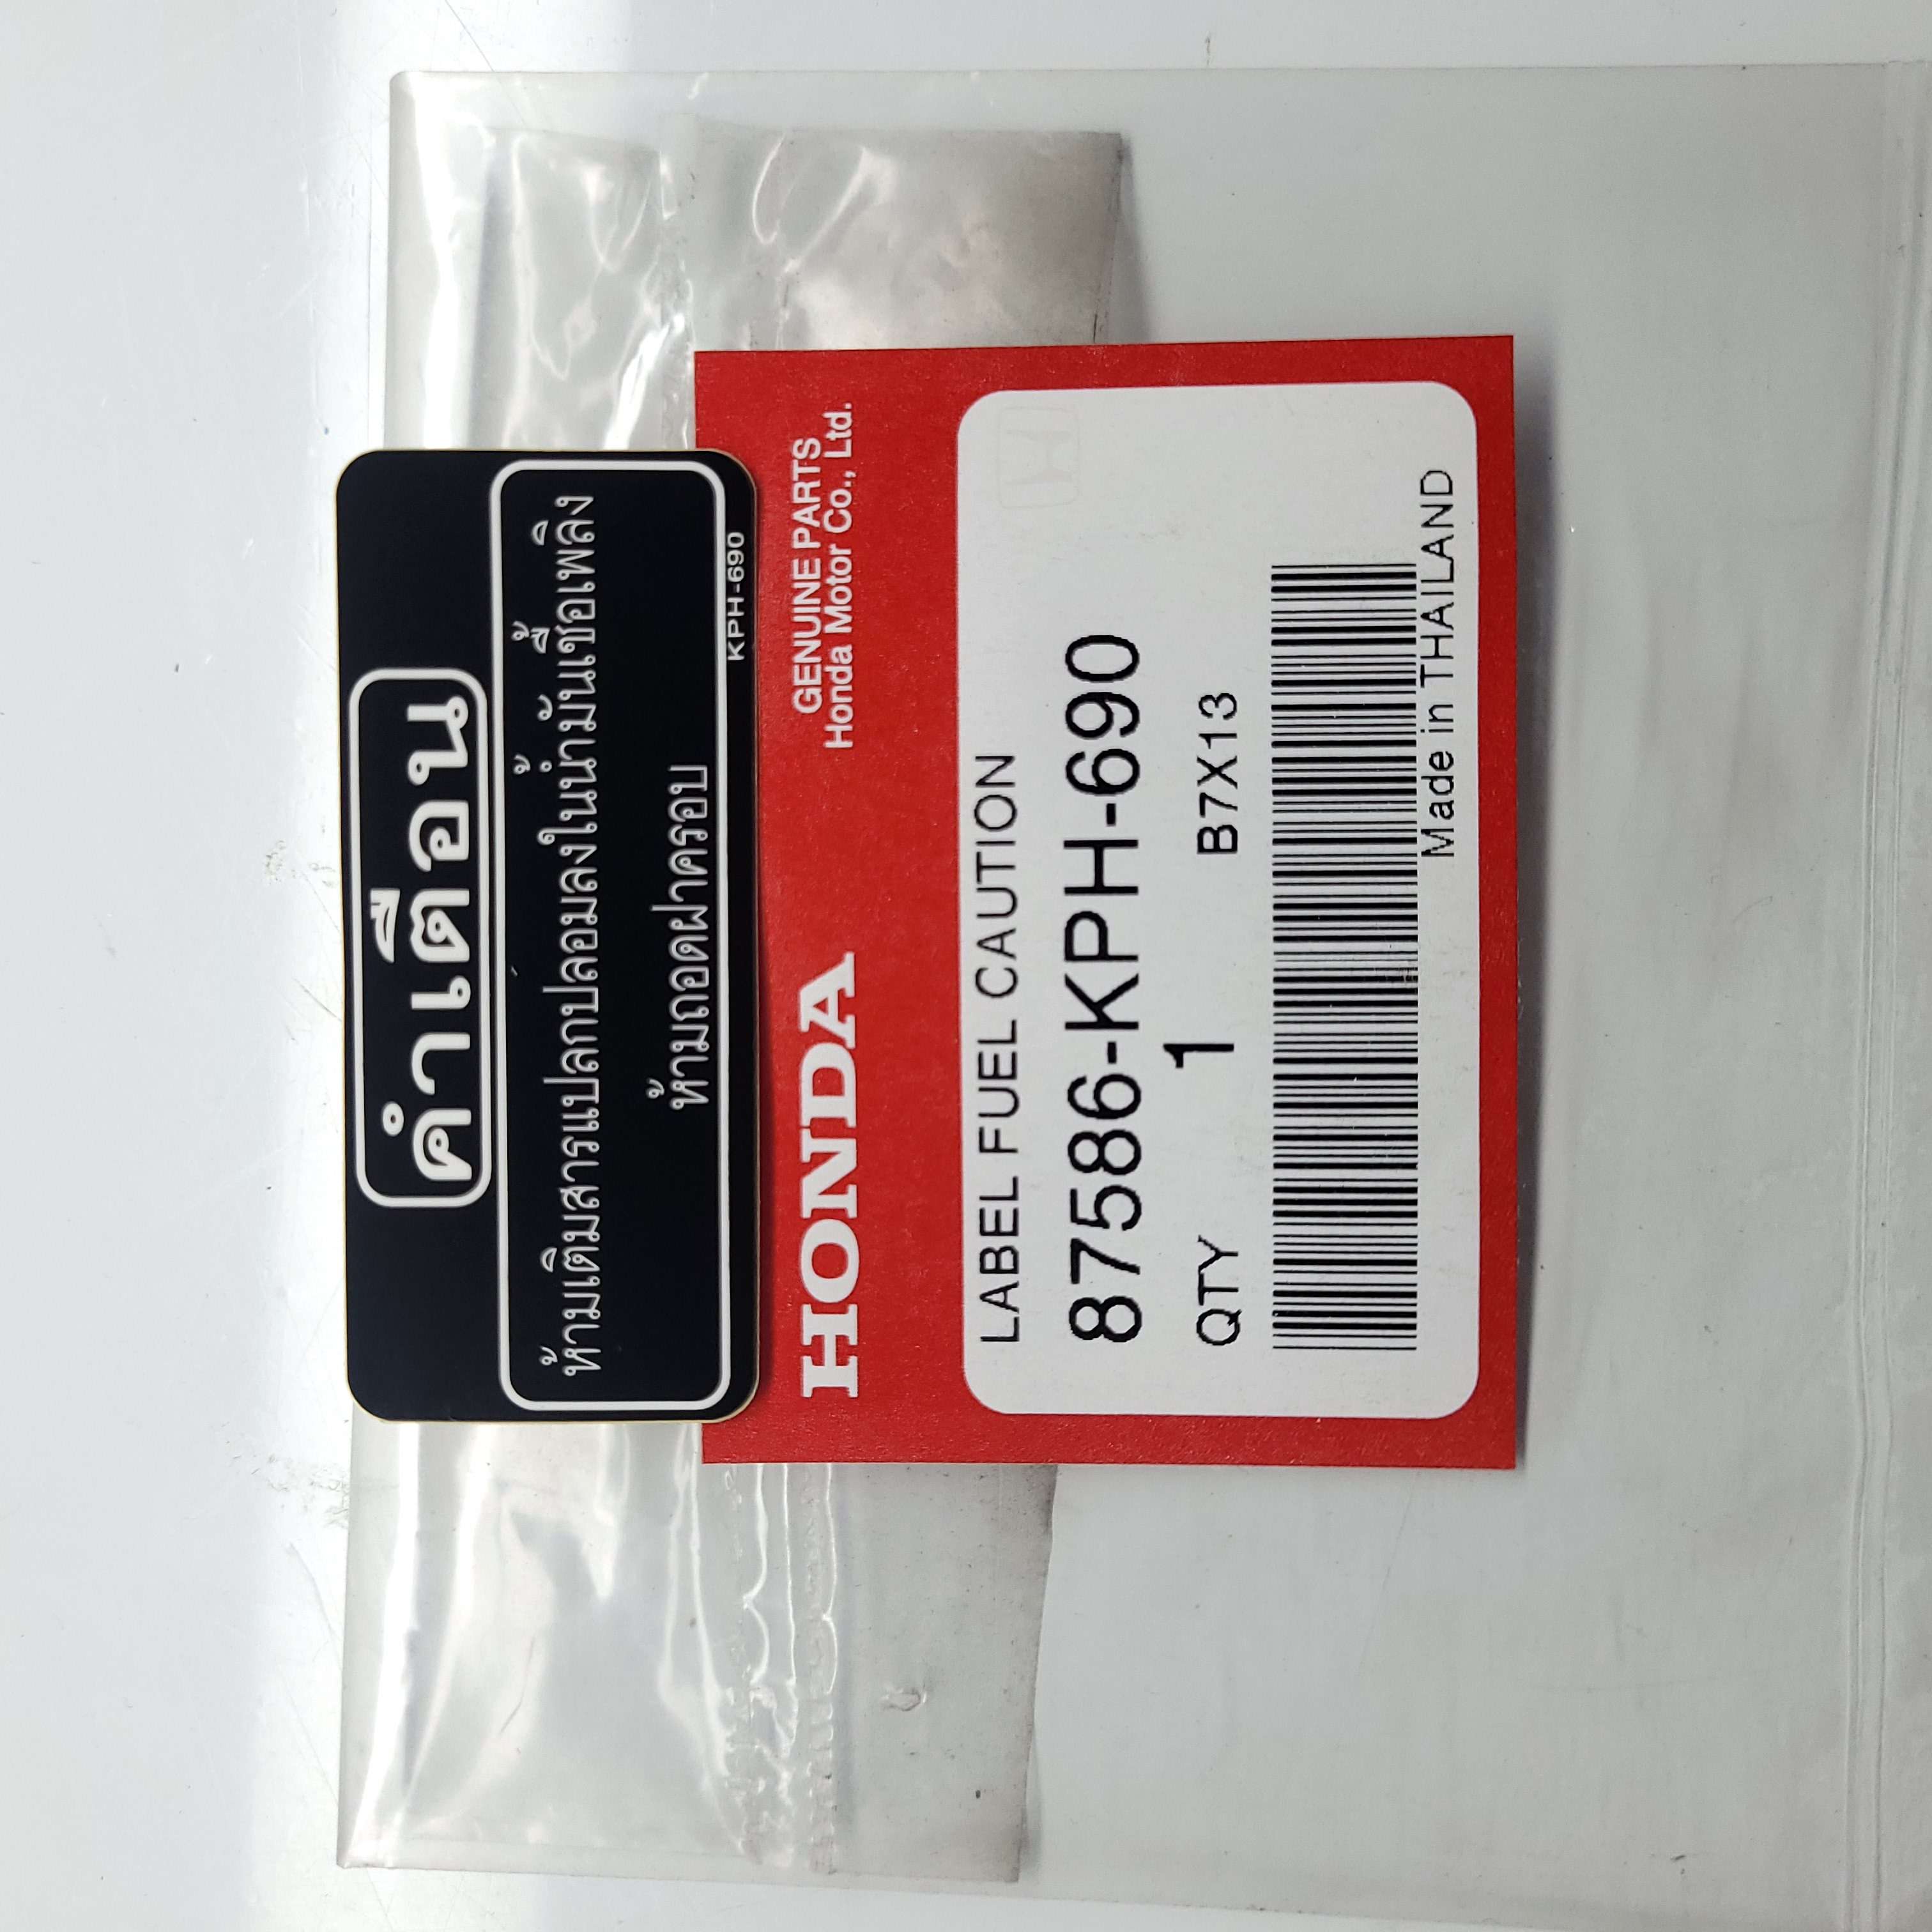 คำเตือน
ห้ามเติมสารแปลกปลอมลงในน้ำมันเชื้อเพลิง
ห้ามถอดฝาครอบ
KPH-690
HONDA
GENUINE PARTS
Honda Motor Co., Ltd.
LABEL FUEL CAUTION
87586-KPH-690
QTY 1 B7X13
Made in THAILAND